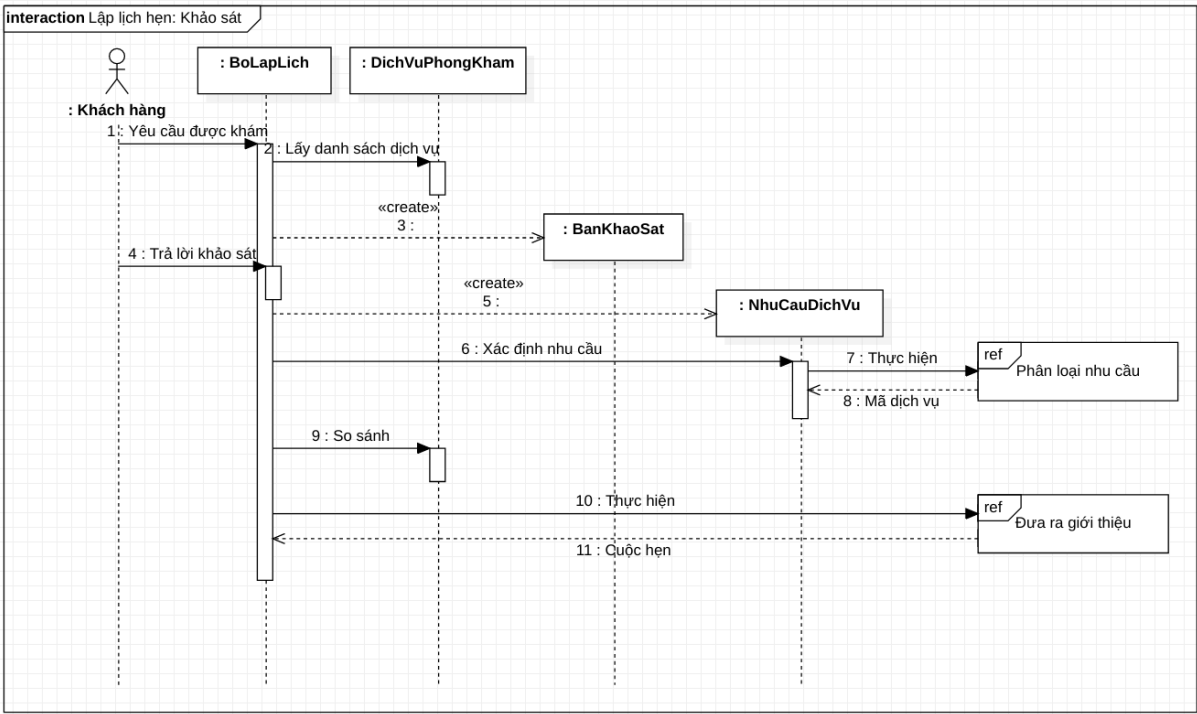 interaction Lập lịch hẹn: Khảo sát
: Khách hàng
: BoLapLich
: DichVuPhongKham
1 : Yêu cầu được khám
2 : Lấy danh sách dịch vụ
«create»
3 :
: BanKhaoSat
4 : Trả lời khảo sát
«create»
5 :
: NhuCauDichVu
6 : Xác định nhu cầu
7 : Thực hiện
ref
Phân loại nhu cầu
8 : Mã dịch vụ
9 : So sánh
10 : Thực hiện
ref
Đưa ra giới thiệu
11 : Cuộc hẹn